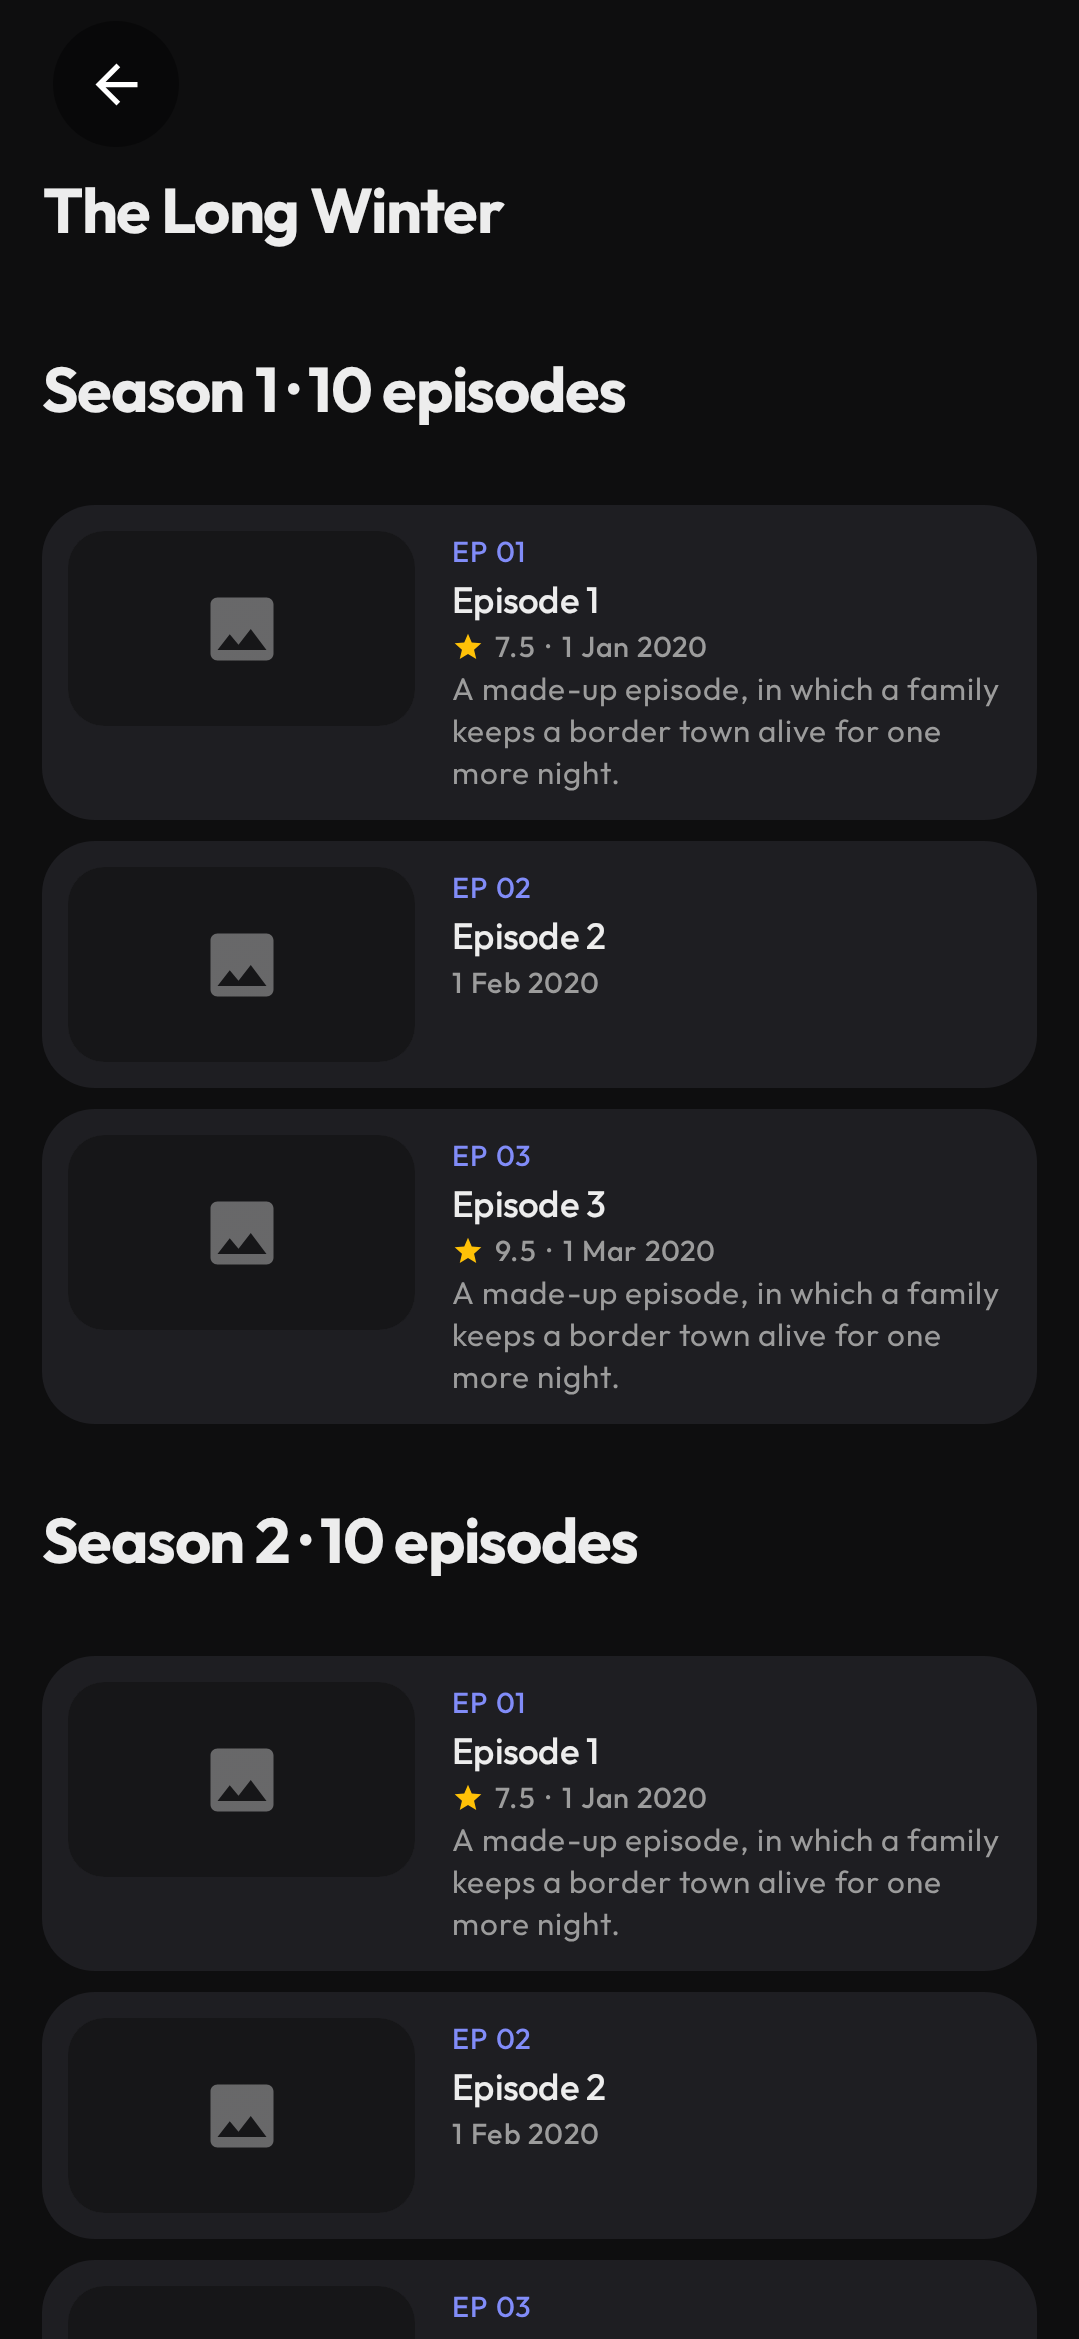 The Long Winter
Season 1 · 10 episodes
EP 01
Episode 1
7.5 · 1 Jan 2020
A made-up episode, in which a family
keeps a border town alive for one
more night.
EP 02
Episode 2
1 Feb 2020
EP 03
Episode 3
9.5 · 1 Mar 2020
A made-up episode, in which a family
keeps a border town alive for one
more night.
Season 2 · 10 episodes
EP 01
Episode 1
7.5 · 1 Jan 2020
A made-up episode, in which a family
keeps a border town alive for one
more night.
EP 02
Episode 2
1 Feb 2020
EP 03